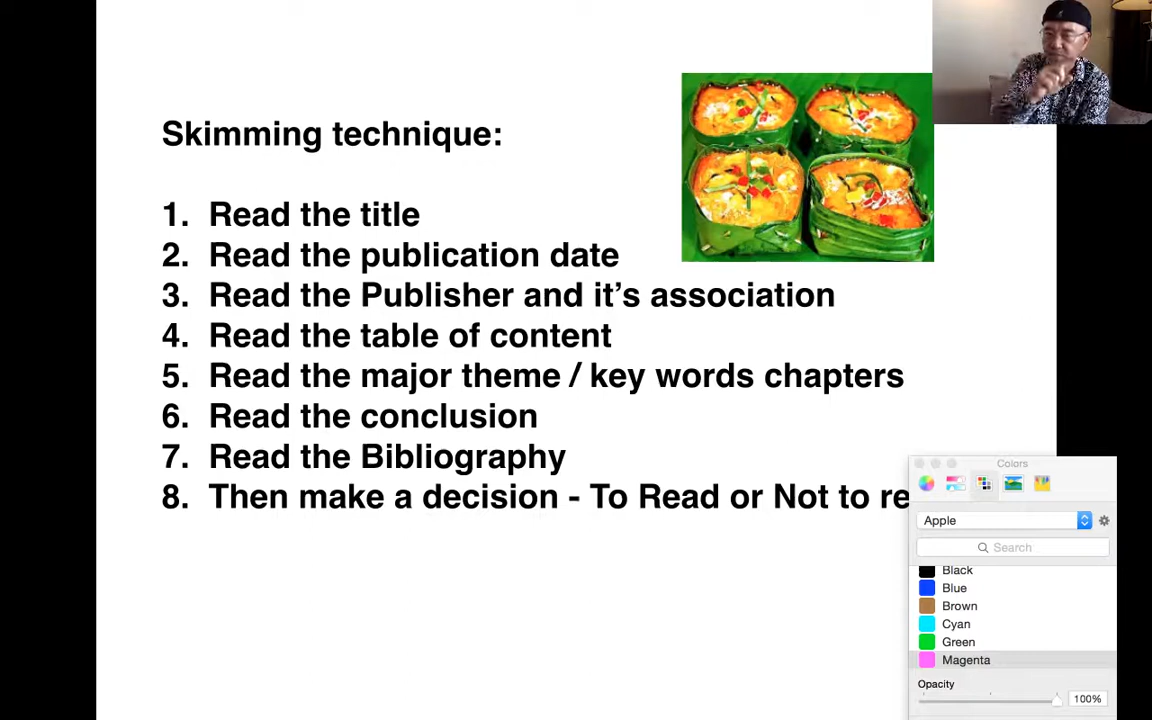 Skimming technique:
1. Read the title
2. Read the publication date
3. Read the Publisher and it's association
4. Read the table of content
5. Read the major theme / key words chapters
6. Read the conclusion
7. Read the Bibliography
8. Then make a decision - To Read or Not to re
Colors
Apple
Search
Black
Blue
Brown
Cyan
Green
Magenta
Opacity
100%